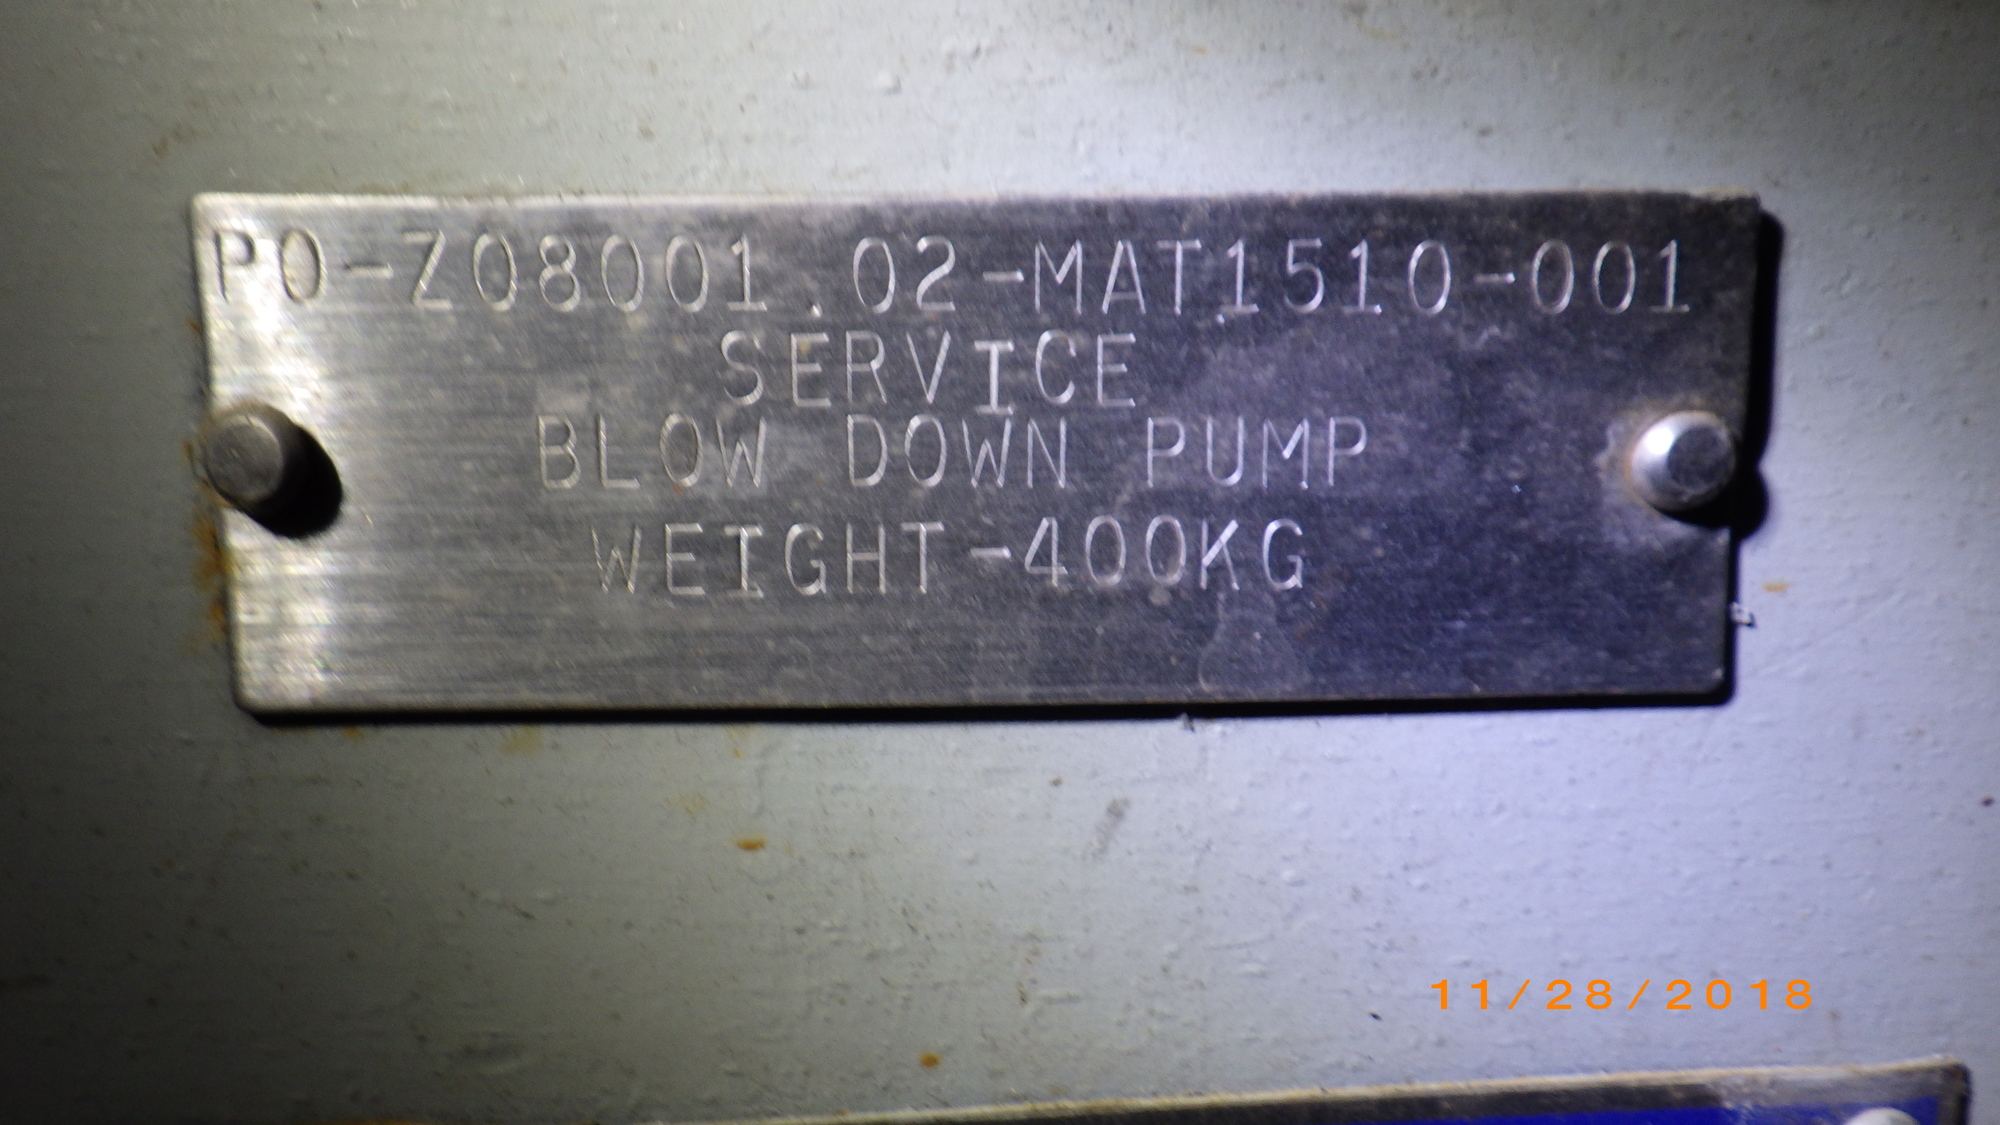 PO-Z08001.02-MAT1510-001
SERVICE
BLOW DOWN PUMP
WEIGHT-400KG
11/28/2018